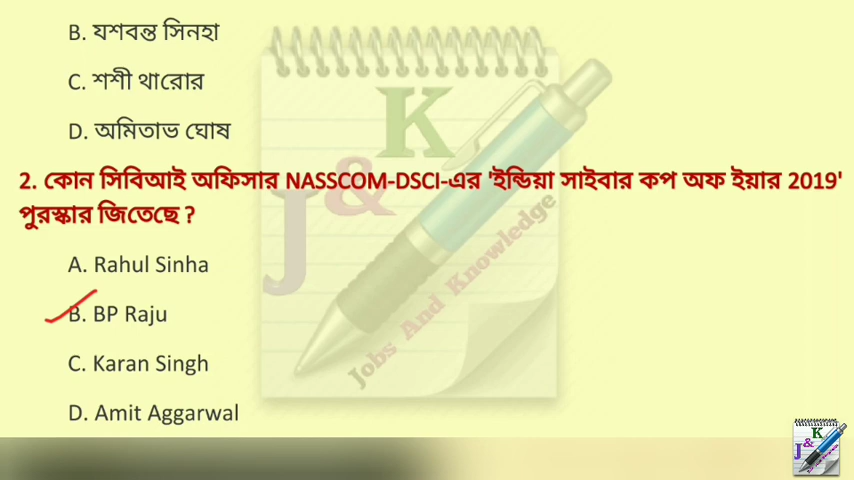 B. যশবন্ত সিনহা
C. শশী থারোর
D. অমিতাভ ঘোষ
2. কোন সিবিআই অফিসার NASSCOM-DSCI-এর 'ইন্ডিয়া সাইবার কপ অফ ইয়ার 2019'
পুরস্কার জিতেছে ?
A. Rahul Sinha
B. BP Raju
C. Karan Singh
D. Amit Aggarwal
J & K
Jobs And Knowledge
J & K